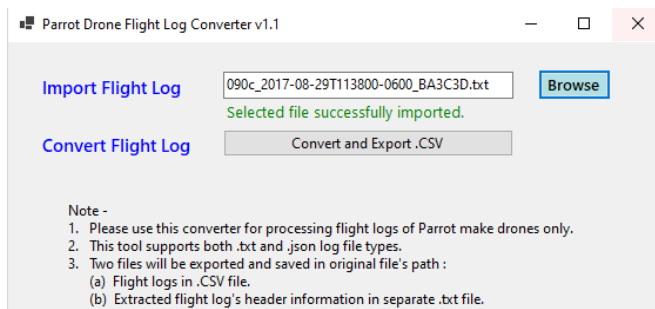 Parrot Drone Flight Log Converter v1.1
Import Flight Log 090c_2017-08-29T113800-0600_BA3C3D.txt Browse
Selected file successfully imported.
Convert Flight Log Convert and Export .CSV
Note -
1. Please use this converter for processing flight logs of Parrot make drones only.
2. This tool supports both .txt and .json log file types.
3. Two files will be exported and saved in original file's path :
(a) Flight logs in .CSV file.
(b) Extracted flight log's header information in separate .txt file.